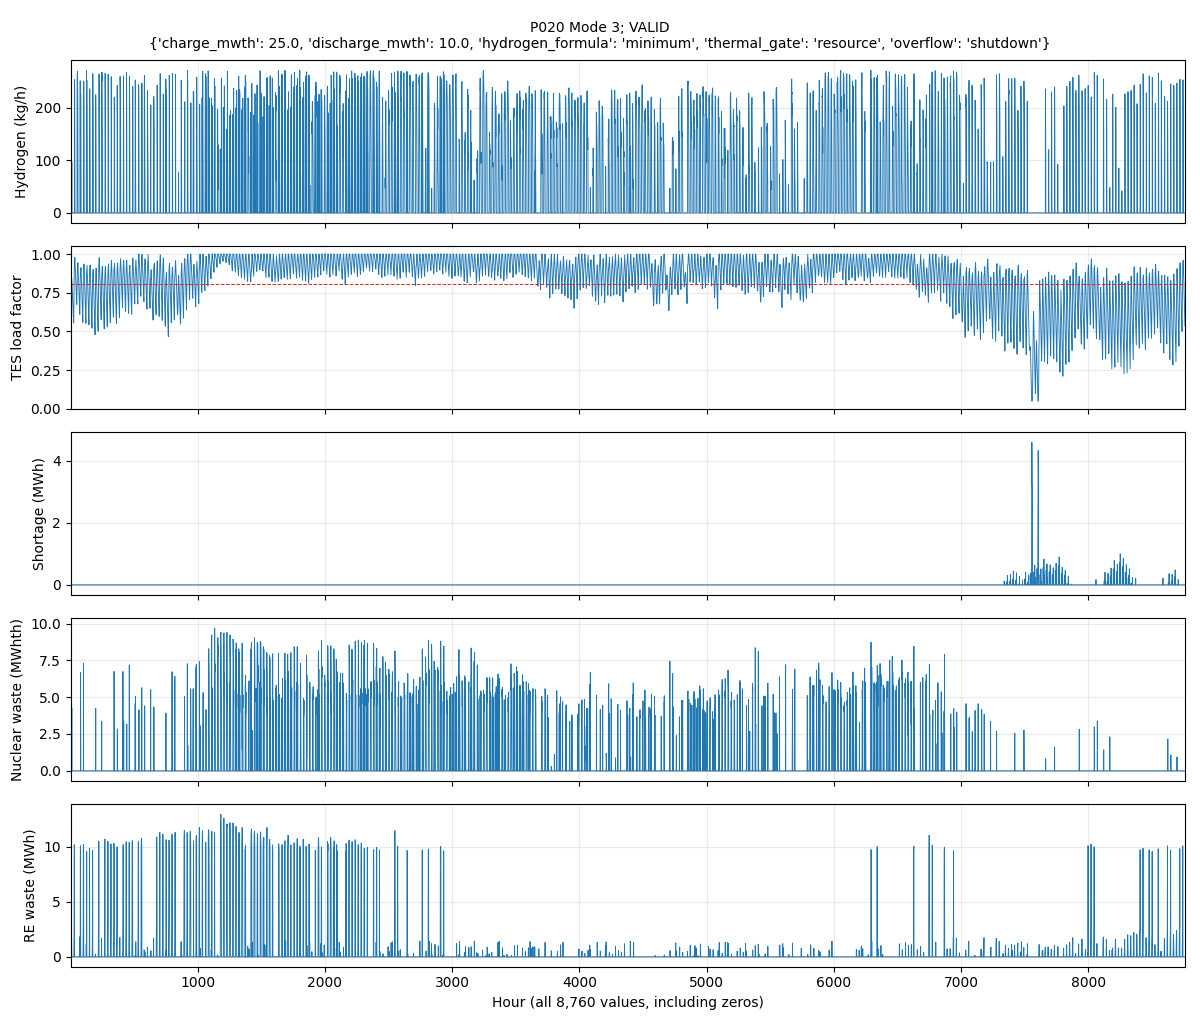 P020 Mode 3; VALID
{'charge_mwth': 25.0, 'discharge_mwth': 10.0, 'hydrogen_formula': 'minimum', 'thermal_gate': 'resource', 'overflow': 'shutdown'}
Hydrogen (kg/h)
200
100
0
TES load factor
1.00
0.75
0.50
0.25
0.00
Shortage (MWh)
4
2
0
Nuclear waste (MWhth)
10.0
7.5
5.0
2.5
0.0
RE waste (MWh)
10
5
0
1000 2000 3000 4000 5000 6000 7000 8000
Hour (all 8,760 values, including zeros)